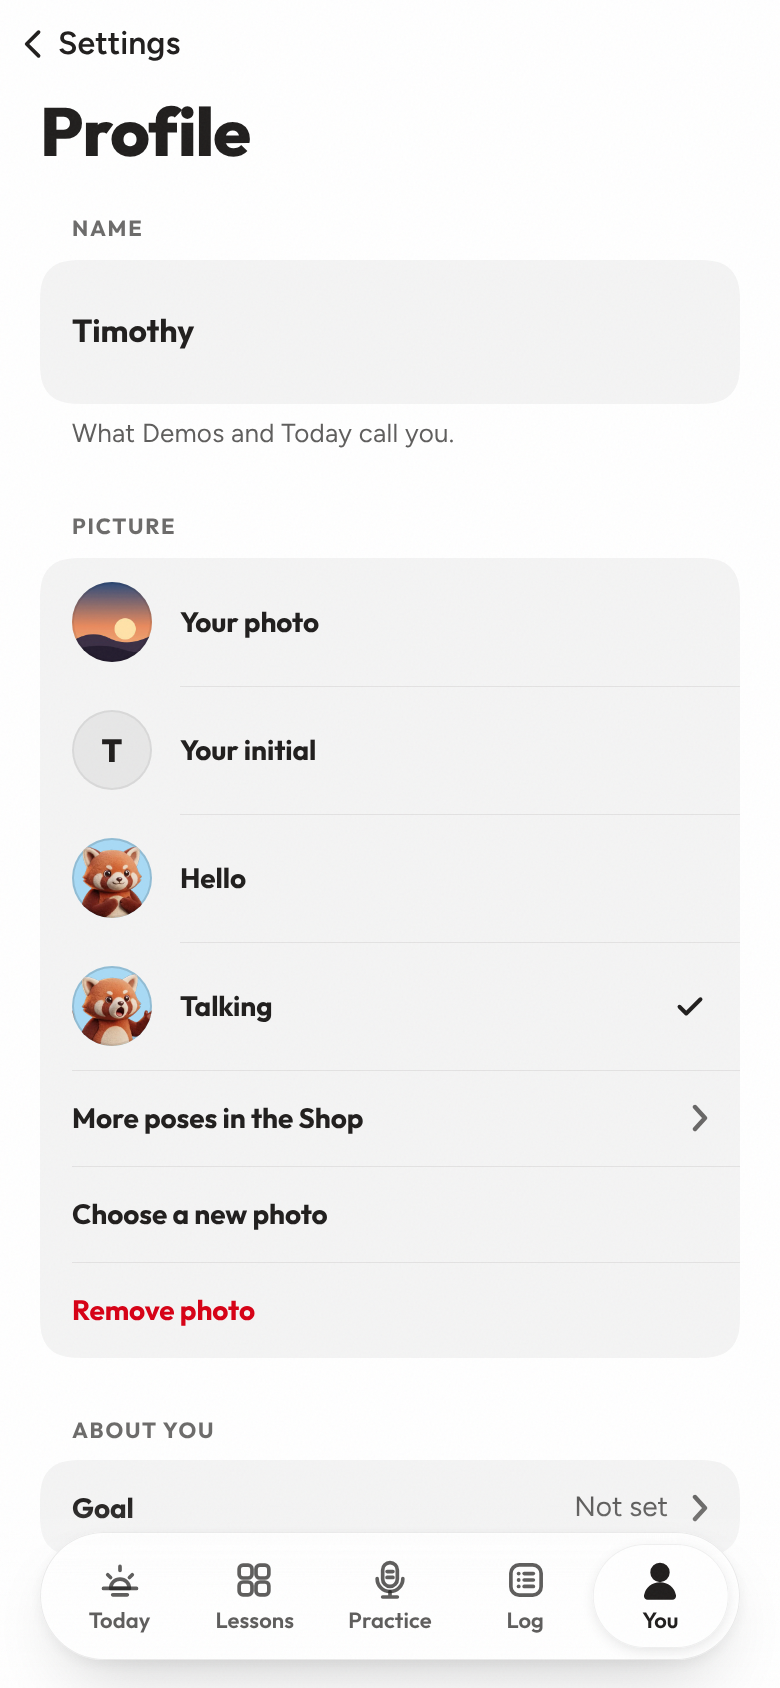 Settings
Profile
NAME
Timothy
What Demos and Today call you.
PICTURE
Your photo
T
Your initial
Hello
Talking
More poses in the Shop
Choose a new photo
Remove photo
ABOUT YOU
Goal
Not set
Today
Lessons
Practice
Log
You